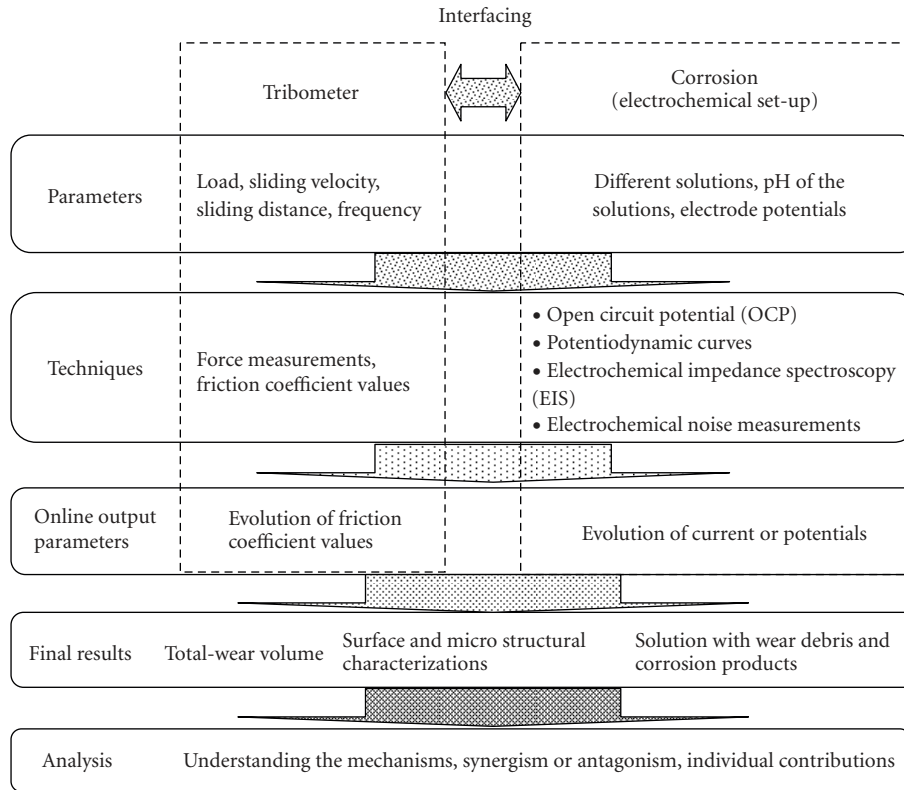 Interfacing
Tribometer
Corrosion
(electrochemical set-up)
Parameters
Load, sliding velocity,
sliding distance, frequency
Different solutions, pH of the
solutions, electrode potentials
Techniques
Force measurements,
friction coefficient values
• Open circuit potential (OCP)
• Potentiodynamic curves
• Electrochemical impedance spectroscopy
(EIS)
• Electrochemical noise measurements
Online output
parameters
Evolution of friction
coefficient values
Evolution of current or potentials
Final results
Total-wear volume
Surface and micro structural
characterizations
Solution with wear debris and
corrosion products
Analysis
Understanding the mechanisms, synergism or antagonism, individual contributions